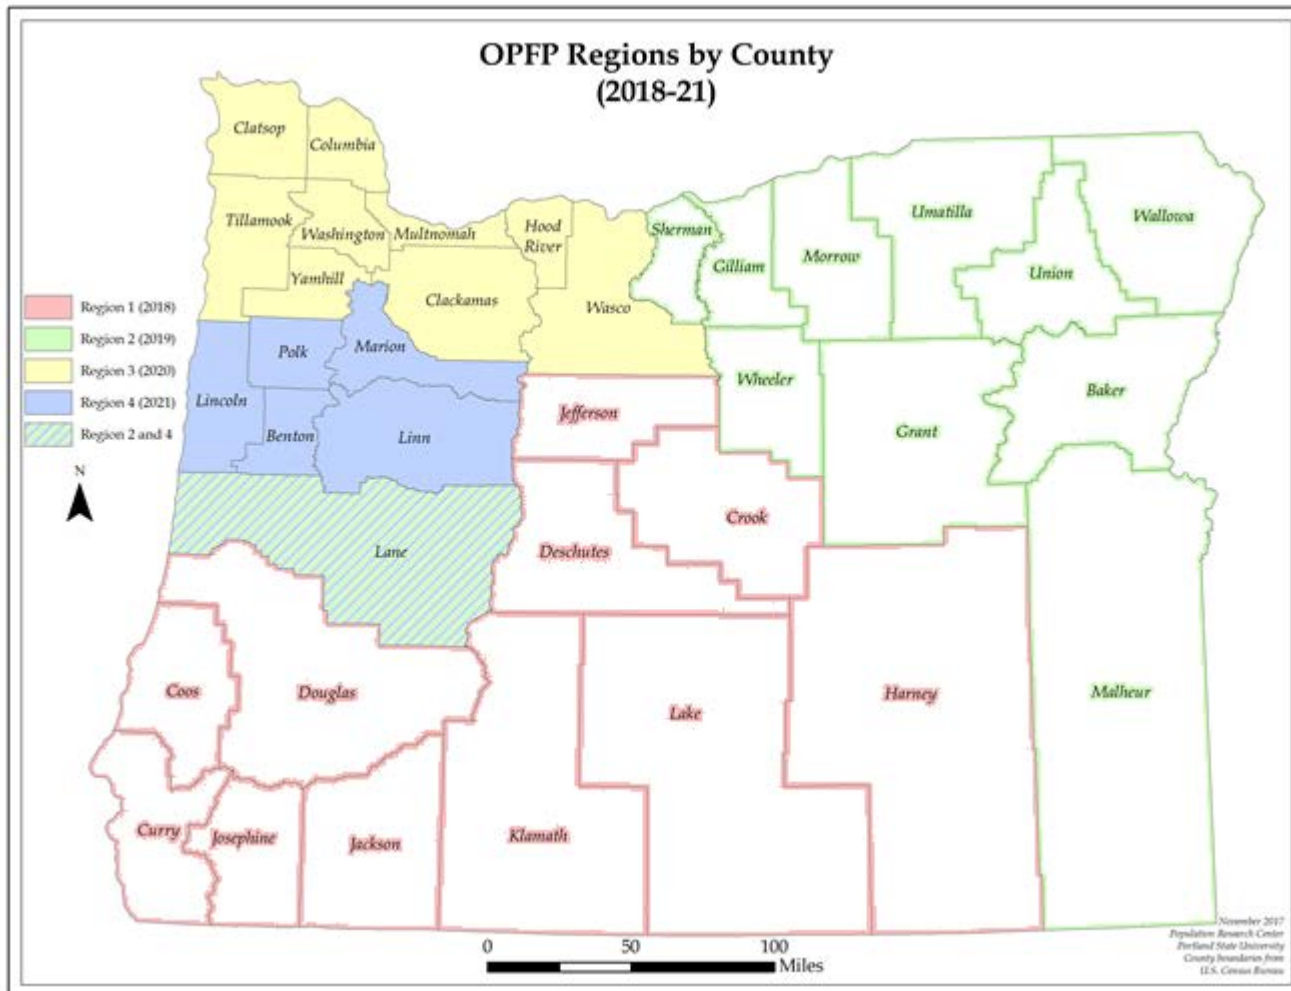 OPFP Regions by County
(2018-21)
Clatsop
Columbia
Tillamook
Washington
Multnomah
Hood
River
Yamhill
Clackamas
Wasco
Sherman
Gilliam
Morrow
Umatilla
Union
Wallowa
Region 1 (2018)
Region 2 (2019)
Region 3 (2020)
Region 4 (2021)
Region 2 and 4
N
Polk
Marion
Lincoln
Benton
Linn
Jefferson
Wheeler
Grant
Baker
Lane
Deschutes
Crook
Coos
Douglas
Lake
Harney
Malheur
Curry
Josephine
Jackson
Klamath
0 50 100
Miles
November 2017
Population Research Center
Portland State University
County boundaries from
U.S. Census Bureau